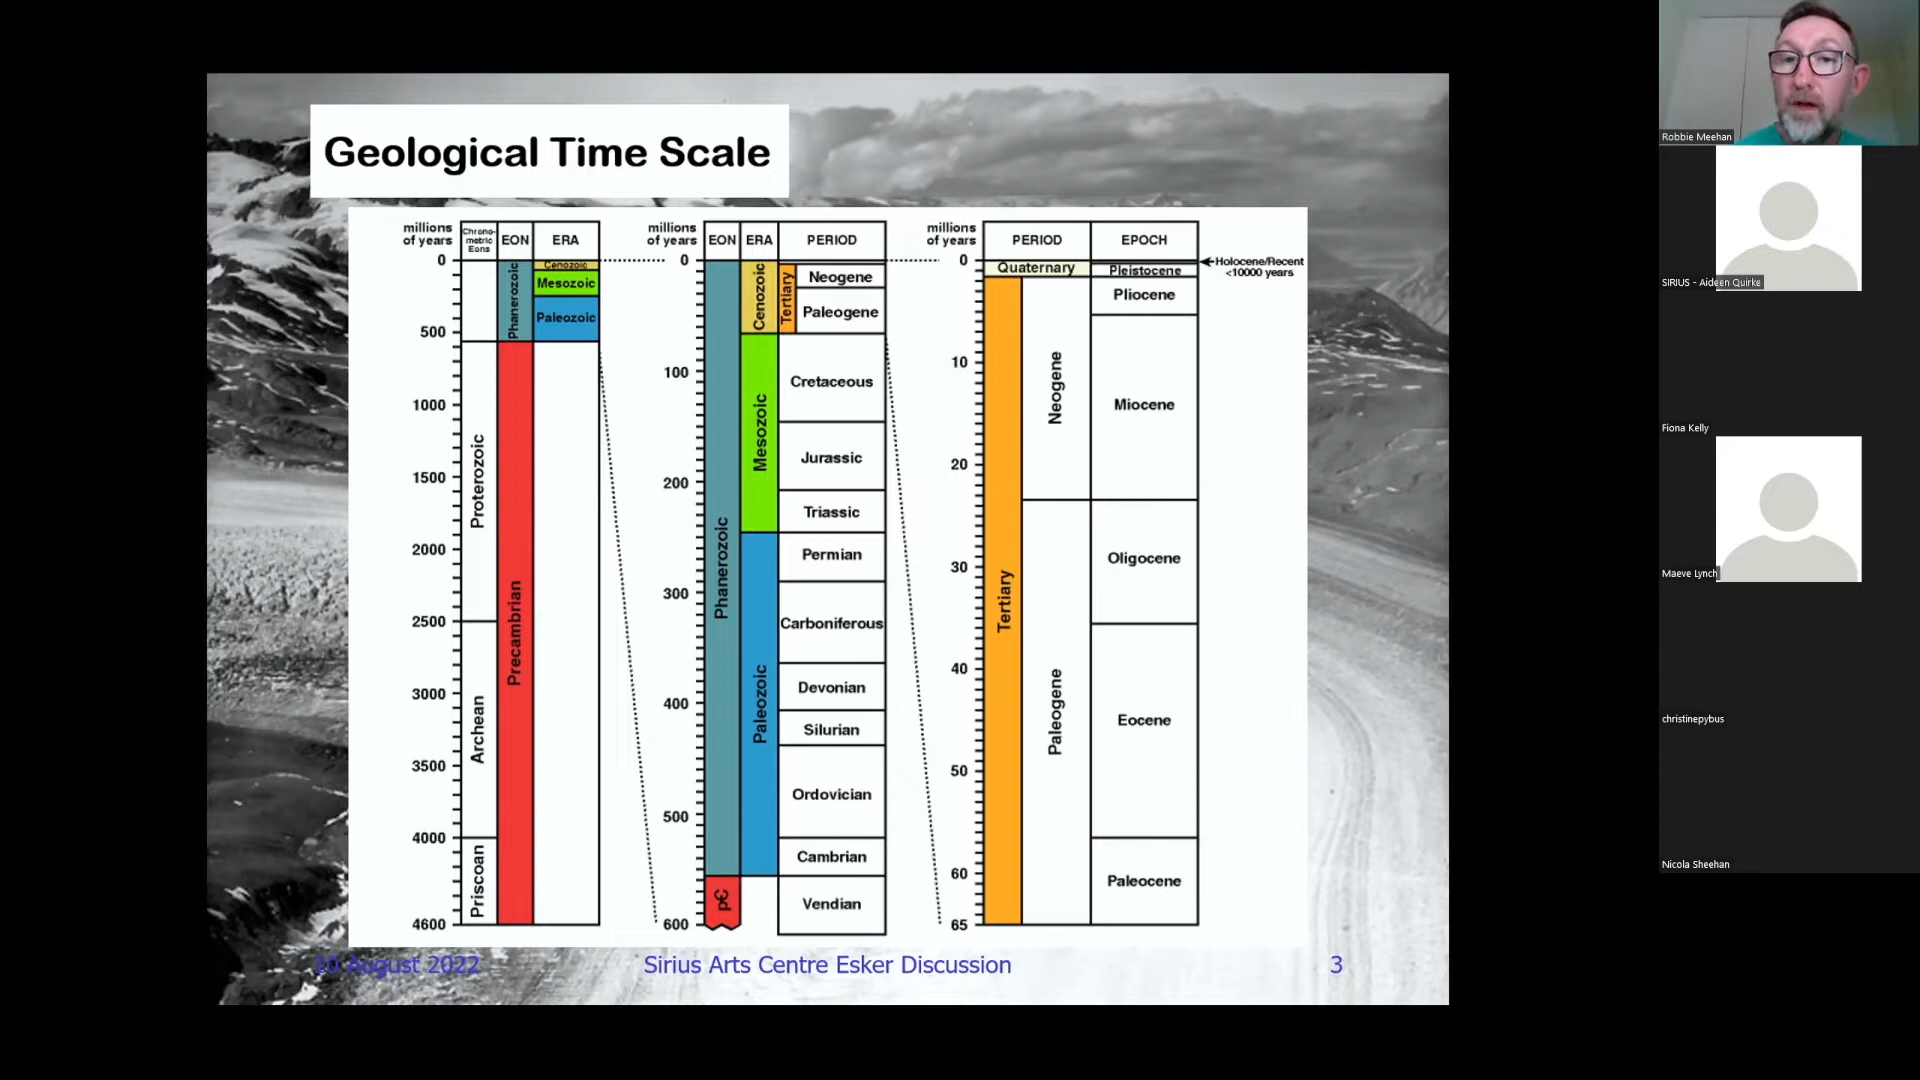 Geological Time Scale
millions
of years
Chrono-
metric
Eons
EON
ERA
0
500
1000
1500
2000
2500
3000
3500
4000
4600
Proterozoic
Archean
Priscoan
Phanerozoic
Precambrian
Cenozoic
Mesozoic
Paleozoic
millions
of years
EON
ERA
PERIOD
0
100
200
300
400
500
600
Phanerozoic
p€
Cenozoic
Mesozoic
Paleozoic
Tertiary
Neogene
Paleogene
Cretaceous
Jurassic
Triassic
Permian
Carboniferous
Devonian
Silurian
Ordovician
Cambrian
Vendian
millions
of years
PERIOD
EPOCH
0
10
20
30
40
50
60
65
Quaternary
Tertiary
Neogene
Paleogene
Pleistocene
Pliocene
Miocene
Oligocene
Eocene
Paleocene
Holocene/Recent
<10000 years
10 August 2022
Sirius Arts Centre Esker Discussion
3
Robbie Meehan
SIRIUS - Aideen Quirke
Fiona Kelly
Maeve Lynch
christinepybus
Nicola Sheehan